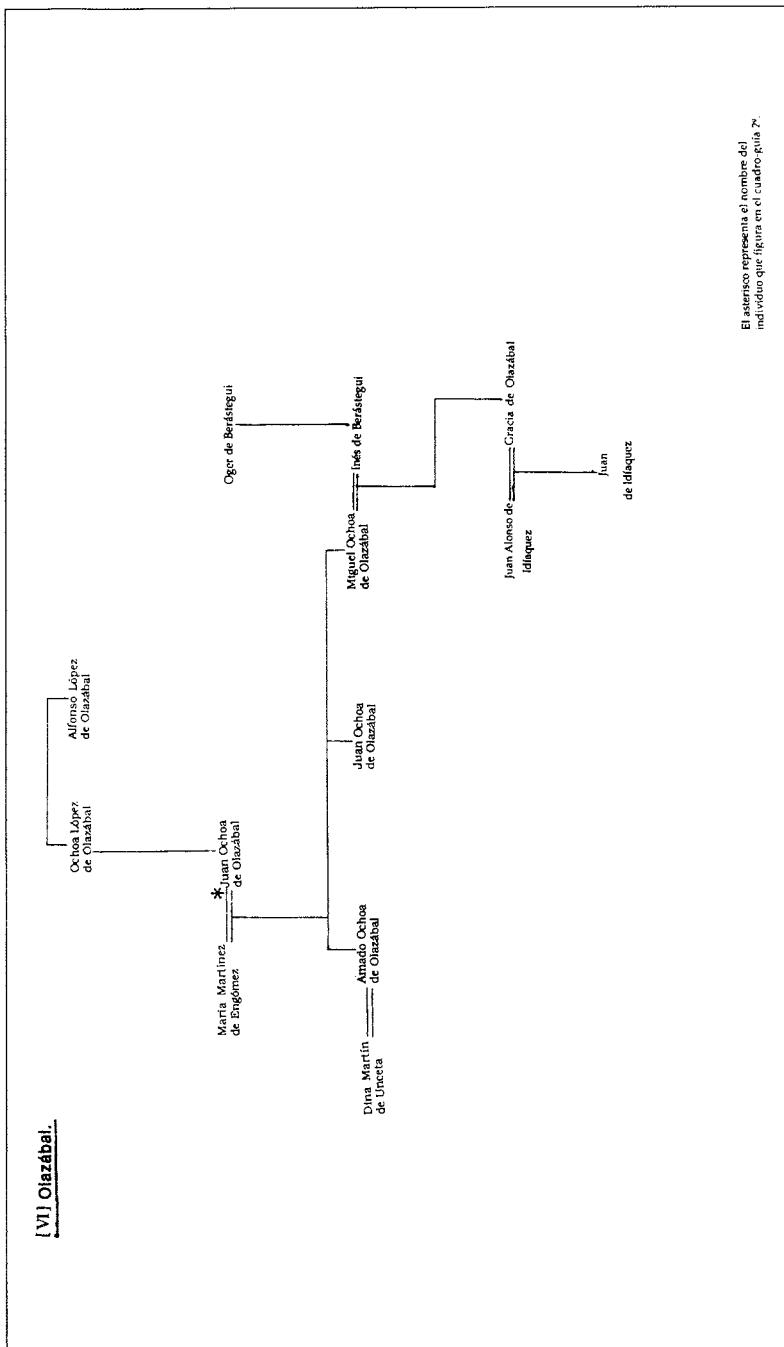 [VI] Olazábal.
Ochoa López
de Olazábal
Alfonso López
de Olazábal
María Martínez
de Engómez
*
Juan Ochoa
de Olazábal
Oger de Berástegui
Dina Martín
de Unceta
Amado Ochoa
de Olazábal
Juan Ochoa
de Olazábal
Miguel Ochoa
de Olazábal
Inés de Berástegui
Juan Alonso de
Idíaquez
Gracia de Olazábal
Juan
de Idíaquez
El asterisco representa el nombre del
individuo que figura en el cuadro-guía 2º.